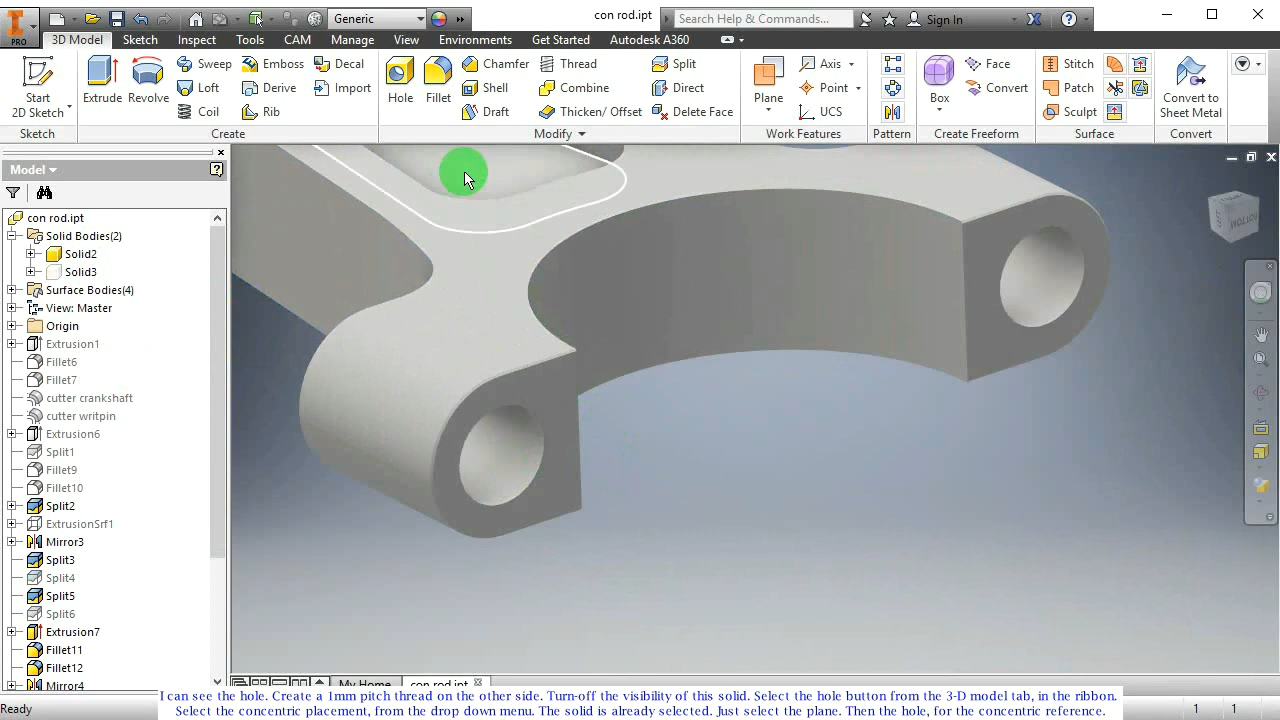 con rod.ipt
Generic
Search Help & Commands...
Sign In
PRO
3D Model Sketch Inspect Tools CAM Manage View Environments Get Started Autodesk A360
Start
2D Sketch
Sketch
Extrude
Revolve
Sweep
Loft
Coil
Emboss
Derive
Rib
Decal
Import
Create
Hole
Fillet
Chamfer
Shell
Draft
Thread
Combine
Thicken/ Offset
Split
Direct
Delete Face
Modify
Plane
Axis
Point
UCS
Work Features
Pattern
Box
Face
Convert
Create Freeform
Stitch
Patch
Sculpt
Surface
Convert to
Sheet Metal
Convert
Model
con rod.ipt
Solid Bodies(2)
Solid2
Solid3
Surface Bodies(4)
View: Master
Origin
Extrusion1
Fillet6
Fillet7
cutter crankshaft
cutter writpin
Extrusion6
Split1
Fillet9
Fillet10
Split2
ExtrusionSrf1
Mirror3
Split3
Split4
Split5
Split6
Extrusion7
Fillet11
Fillet12
Mirror4
BOTTOM
My Home con rod.ipt
I can see the hole. Create a 1mm pitch thread on the other side. Turn-off the visibility of this solid. Select the hole button from the 3-D model tab, in the ribbon.
Select the concentric placement, from the drop down menu. The solid is already selected. Just select the plane. Then the hole, for the concentric reference.
Ready
1 1